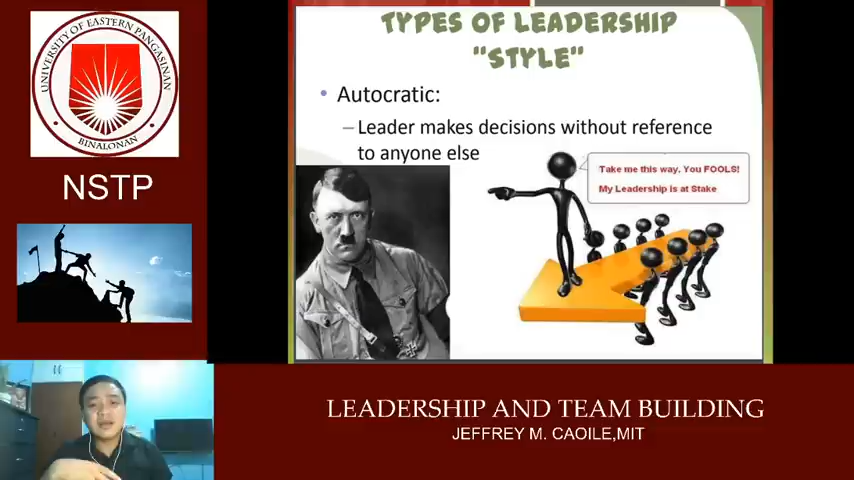 UNIVERSITY OF EASTERN PANGASINAN
BINALONAN
NSTP
TYPES OF LEADERSHIP
"STYLE"
• Autocratic:
–Leader makes decisions without reference
to anyone else
Take me this way. You FOOLS!
My Leadership is at Stake
LEADERSHIP AND TEAM BUILDING
JEFFREY M. CAOILE,MIT